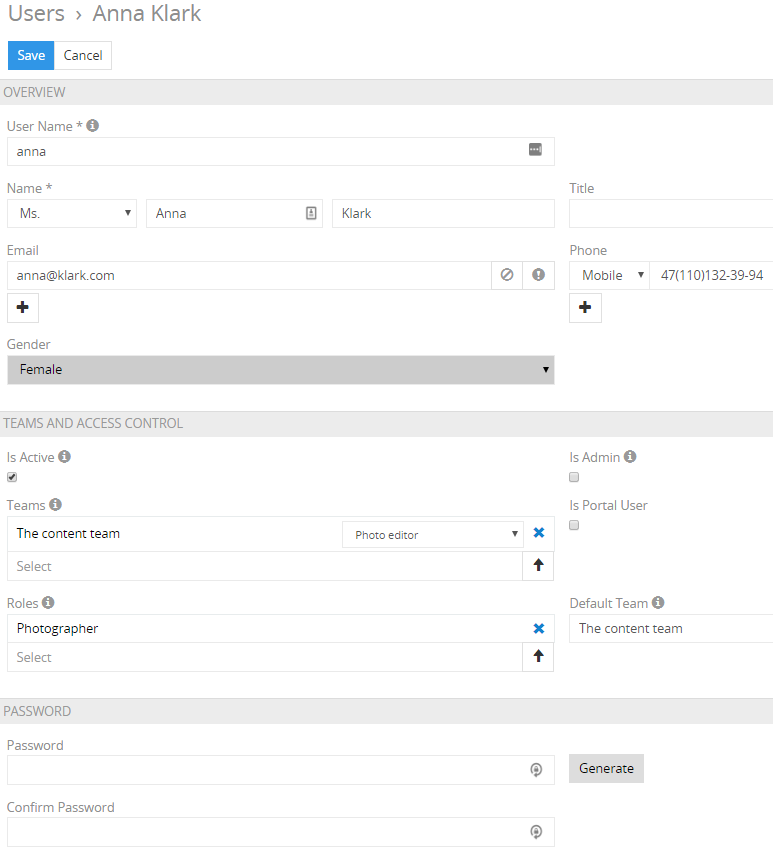 Users › Anna Klark
Save Cancel
OVERVIEW
User Name *
anna
Name * Title
Ms. Anna Klark
Email Phone
anna@klark.com Mobile 47(110)132-39-94
Gender
Female
TEAMS AND ACCESS CONTROL
Is Active Is Admin
Teams Is Portal User
The content team Photo editor
Select
Roles Default Team
Photographer The content team
Select
PASSWORD
Password
Generate
Confirm Password